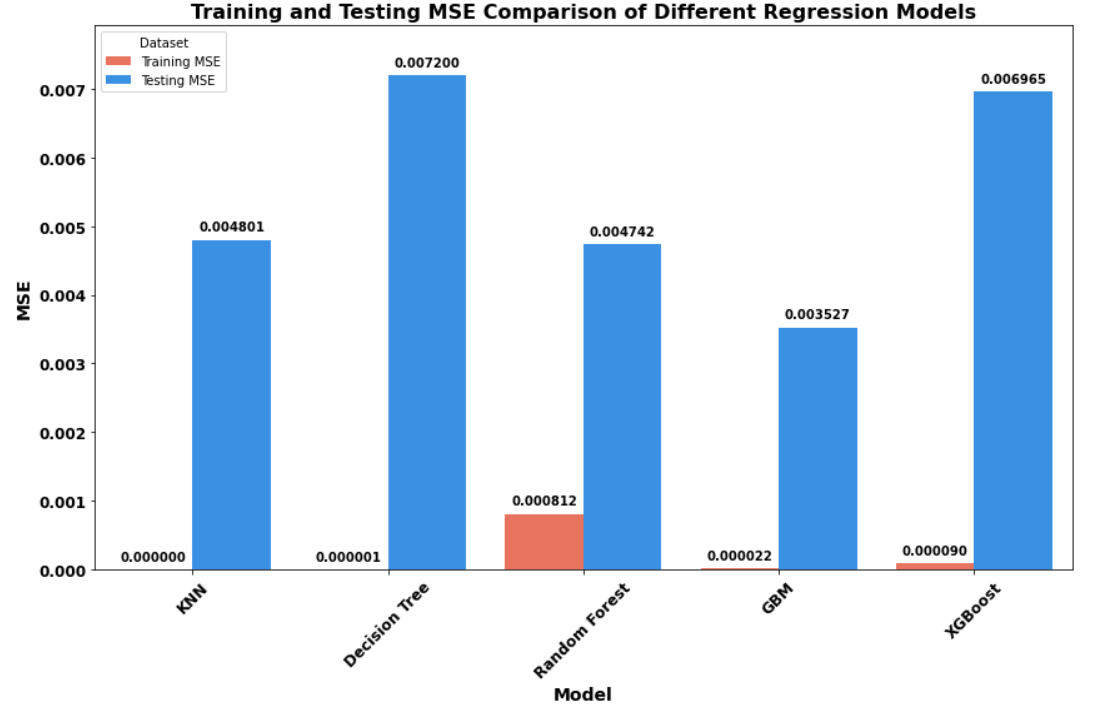 Training and Testing MSE Comparison of Different Regression Models
Dataset
Training MSE
Testing MSE
0.007200
0.006965
0.004801
0.004742
0.003527
0.000812
0.000000
0.000001
0.000022
0.000090
0.007
0.006
0.005
0.004
0.003
0.002
0.001
0.000
MSE
KNN
Decision Tree
Random Forest
GBM
XGBoost
Model